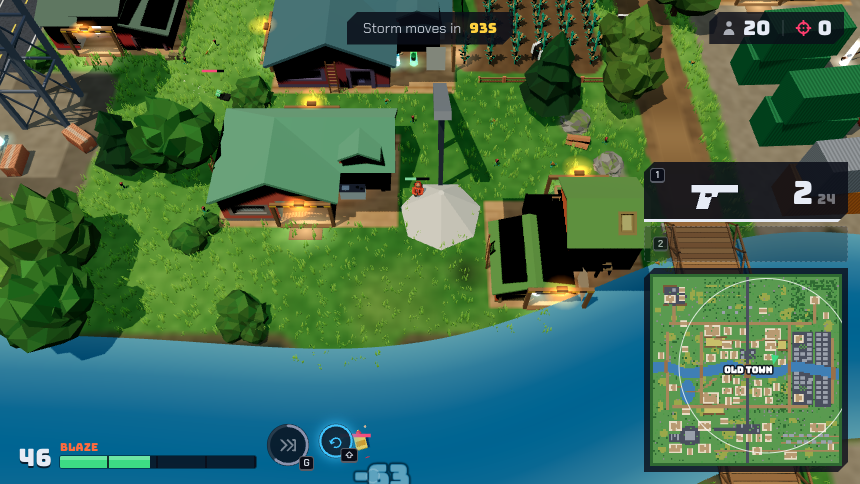 Storm moves in 93S
20 0
1
2 24
2
OLD TOWN
46 BLAZE
G
-63